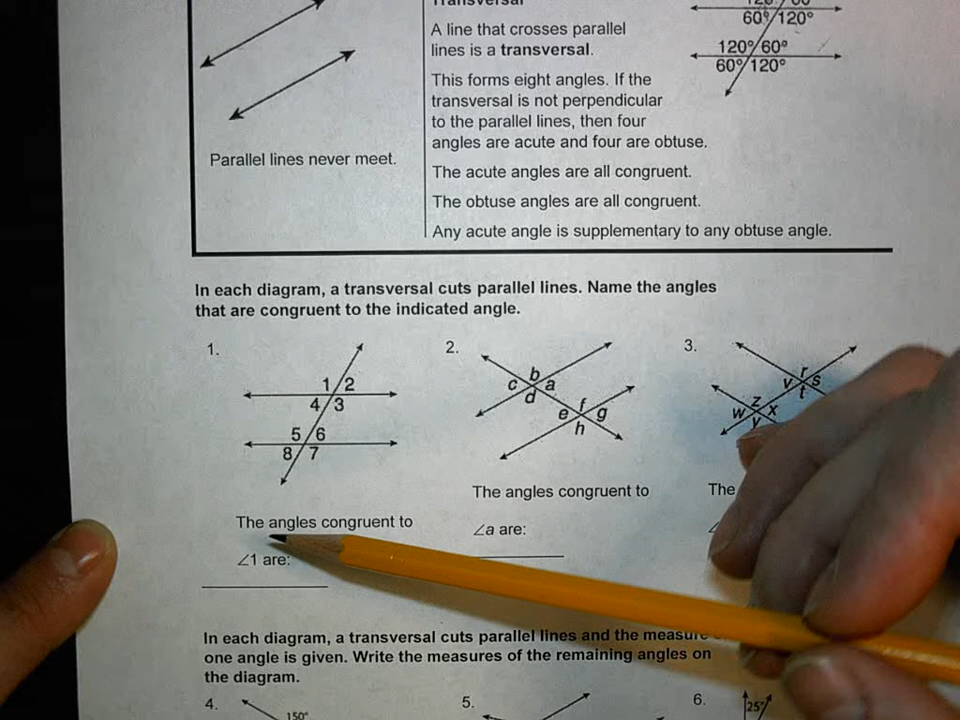 Transversal
60° 120°
120° 60°
60° 120°
A line that crosses parallel
lines is a transversal.
This forms eight angles. If the
transversal is not perpendicular
to the parallel lines, then four
angles are acute and four are obtuse.
Parallel lines never meet.
The acute angles are all congruent.
The obtuse angles are all congruent.
Any acute angle is supplementary to any obtuse angle.
In each diagram, a transversal cuts parallel lines. Name the angles
that are congruent to the indicated angle.
1.
1 2
4 3
5 6
8 7
The angles congruent to
∠1 are:
2.
b
c a
d
f
e g
h
The angles congruent to
∠a are:
3.
r
v s
t
z
w x
y
The
In each diagram, a transversal cuts parallel lines and the measure
one angle is given. Write the measures of the remaining angles on
the diagram.
4.
150°
5.
6.
25°